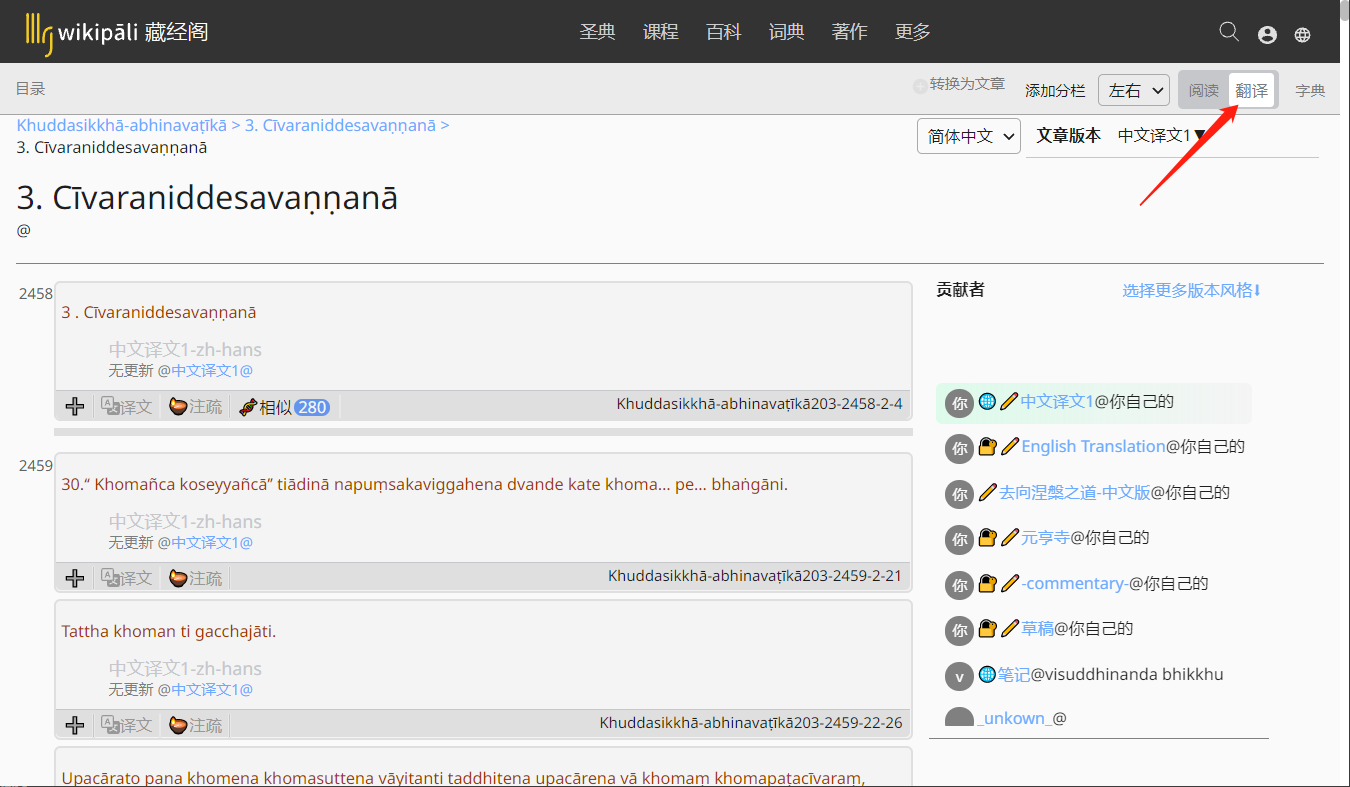 wikipāli 藏经阁
圣典 课程 百科 词典 著作 更多
目录
转换为文章 添加分栏 左右 阅读 翻译 字典
Khuddasikkhā-abhinavaṭīkā > 3. Cīvaraniddesavaṇṇanā >
3. Cīvaraniddesavaṇṇanā
简体中文 文章版本 中文译文1▼
3. Cīvaraniddesavaṇṇanā
@
2458
3 . Cīvaraniddesavaṇṇanā
中文译文1-zh-hans
无更新 @中文译文1@
译文 注疏 相似 280 Khuddasikkhā-abhinavaṭīkā203-2458-2-4
2459
30.“ Khomañca koseyyañcā” tiādinā napuṃsakaviggahena dvande kate khoma... pe... bhaṅgāni.
中文译文1-zh-hans
无更新 @中文译文1@
译文 注疏 Khuddasikkhā-abhinavaṭīkā203-2459-2-21
Tattha khoman ti gacchajāti.
中文译文1-zh-hans
无更新 @中文译文1@
译文 注疏 Khuddasikkhā-abhinavaṭīkā203-2459-22-26
Upacārato pana khomena khomasuttena vāyitanti taddhitena upacārena vā khomaṃ khomapaṭacīvaraṃ,
贡献者 选择更多版本风格⬇
你 中文译文1@你自己的
你 English Translation@你自己的
你 去向涅槃之道-中文版@你自己的
你 元亨寺@你自己的
你 -commentary-@你自己的
你 草稿@你自己的
v 笔记@visuddhinanda bhikkhu
_unkown_@